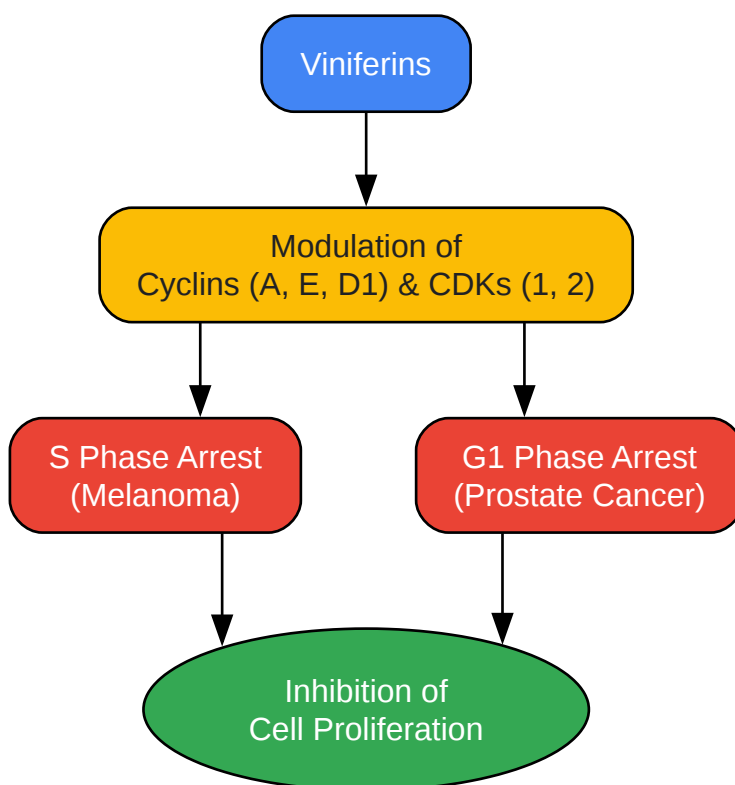 Viniferins
Modulation of
Cyclins (A, E, D1) & CDKs (1, 2)
S Phase Arrest
(Melanoma)
G1 Phase Arrest
(Prostate Cancer)
Inhibition of
Cell Proliferation